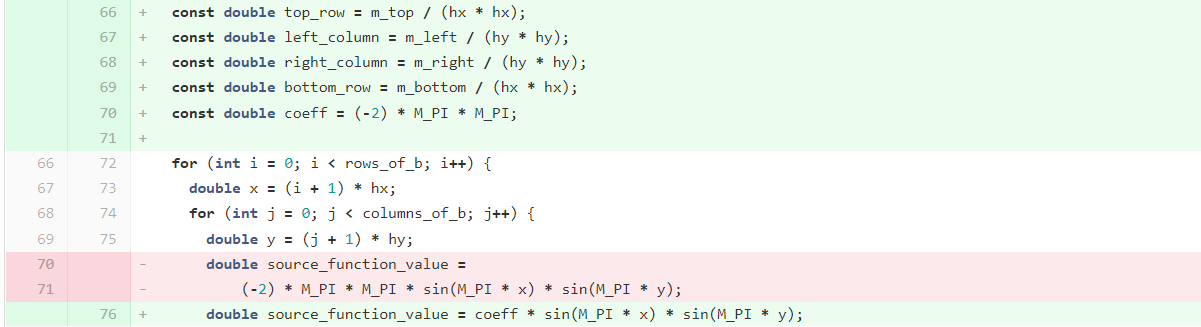 66 + const double top_row = m_top / (hx * hx);
67 + const double left_column = m_left / (hy * hy);
68 + const double right_column = m_right / (hy * hy);
69 + const double bottom_row = m_bottom / (hx * hx);
70 + const double coeff = (-2) * M_PI * M_PI;
71 +
66 72 for (int i = 0; i < rows_of_b; i++) {
67 73 double x = (i + 1) * hx;
68 74 for (int j = 0; j < columns_of_b; j++) {
69 75 double y = (j + 1) * hy;
70 - double source_function_value =
71 - (-2) * M_PI * M_PI * sin(M_PI * x) * sin(M_PI * y);
76 + double source_function_value = coeff * sin(M_PI * x) * sin(M_PI * y);